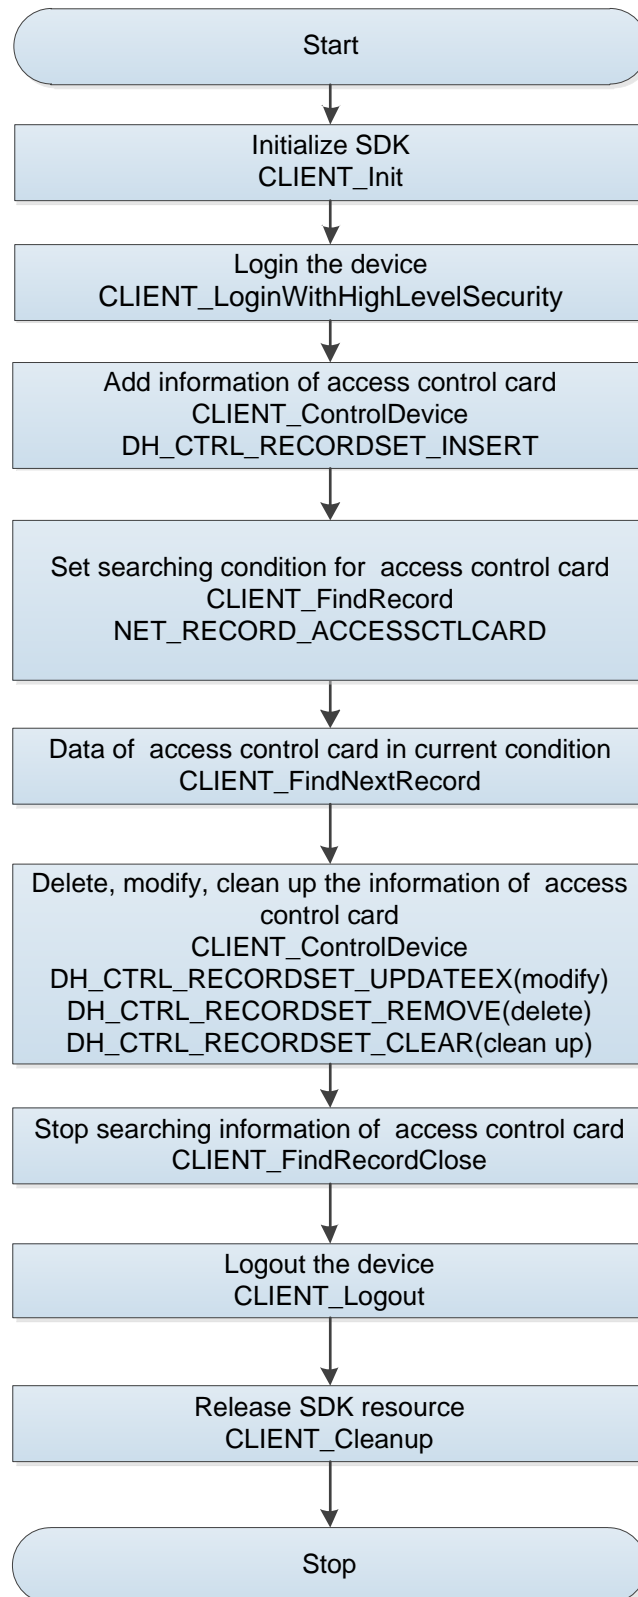 Start
Initialize SDK
CLIENT_Init
Login the device
CLIENT_LoginWithHighLevelSecurity
Add information of access control card
CLIENT_ControlDevice
DH_CTRL_RECORDSET_INSERT
Set searching condition for access control card
CLIENT_FindRecord
NET_RECORD_ACCESSCTLCARD
Data of access control card in current condition
CLIENT_FindNextRecord
Delete, modify, clean up the information of access
control card
CLIENT_ControlDevice
DH_CTRL_RECORDSET_UPDATEEX(modify)
DH_CTRL_RECORDSET_REMOVE(delete)
DH_CTRL_RECORDSET_CLEAR(clean up)
Stop searching information of access control card
CLIENT_FindRecordClose
Logout the device
CLIENT_Logout
Release SDK resource
CLIENT_Cleanup
Stop